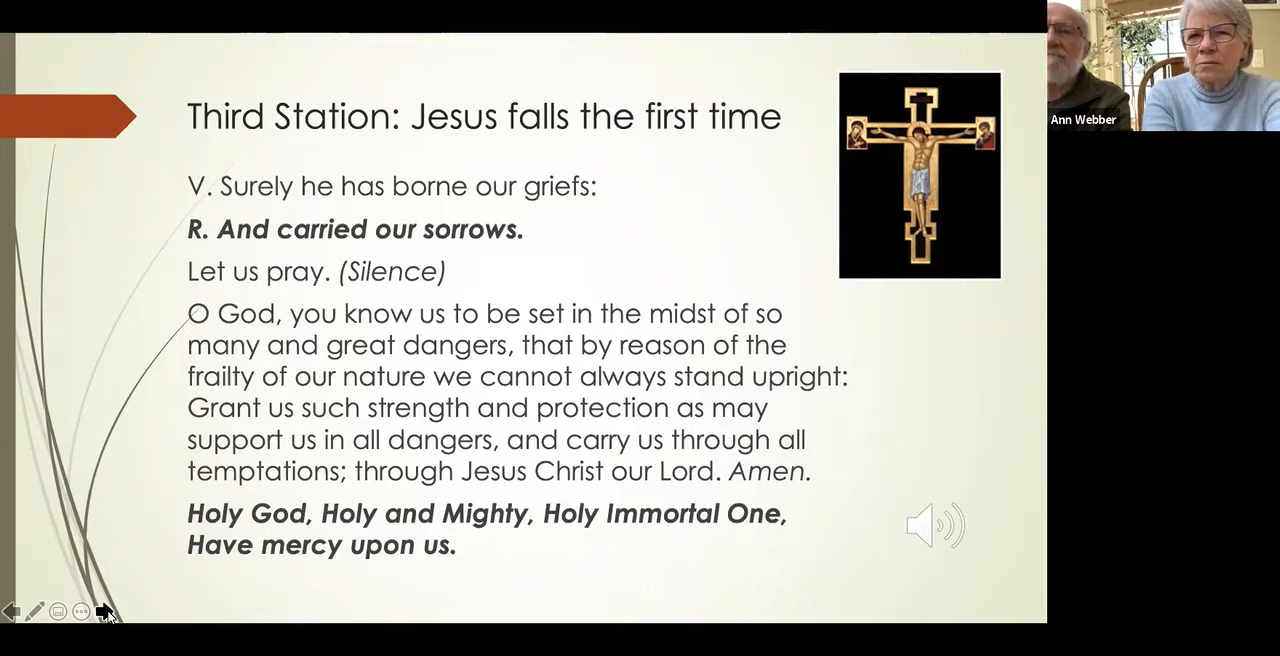 Third Station: Jesus falls the first time
V. Surely he has borne our griefs:
R. And carried our sorrows.
Let us pray. (Silence)
O God, you know us to be set in the midst of so
many and great dangers, that by reason of the
frailty of our nature we cannot always stand upright:
Grant us such strength and protection as may
support us in all dangers, and carry us through all
temptations; through Jesus Christ our Lord. Amen.
Holy God, Holy and Mighty, Holy Immortal One,
Have mercy upon us.
Ann Webber